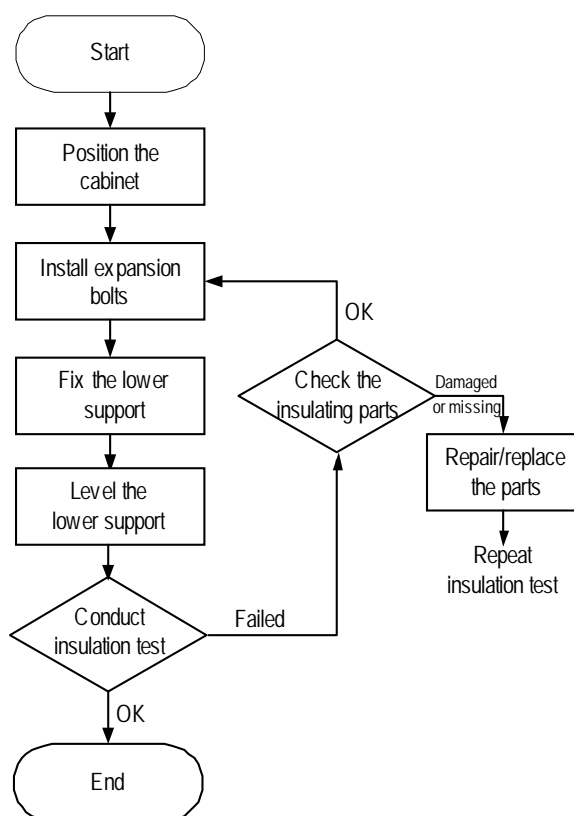 Start
Position the
cabinet
Install expansion
bolts
OK
Fix the lower
support
Check the
insulating parts
Damaged
or missing
Repair/replace
the parts
Level the
lower support
Repeat
insulation test
Conduct
insulation test
Failed
OK
End